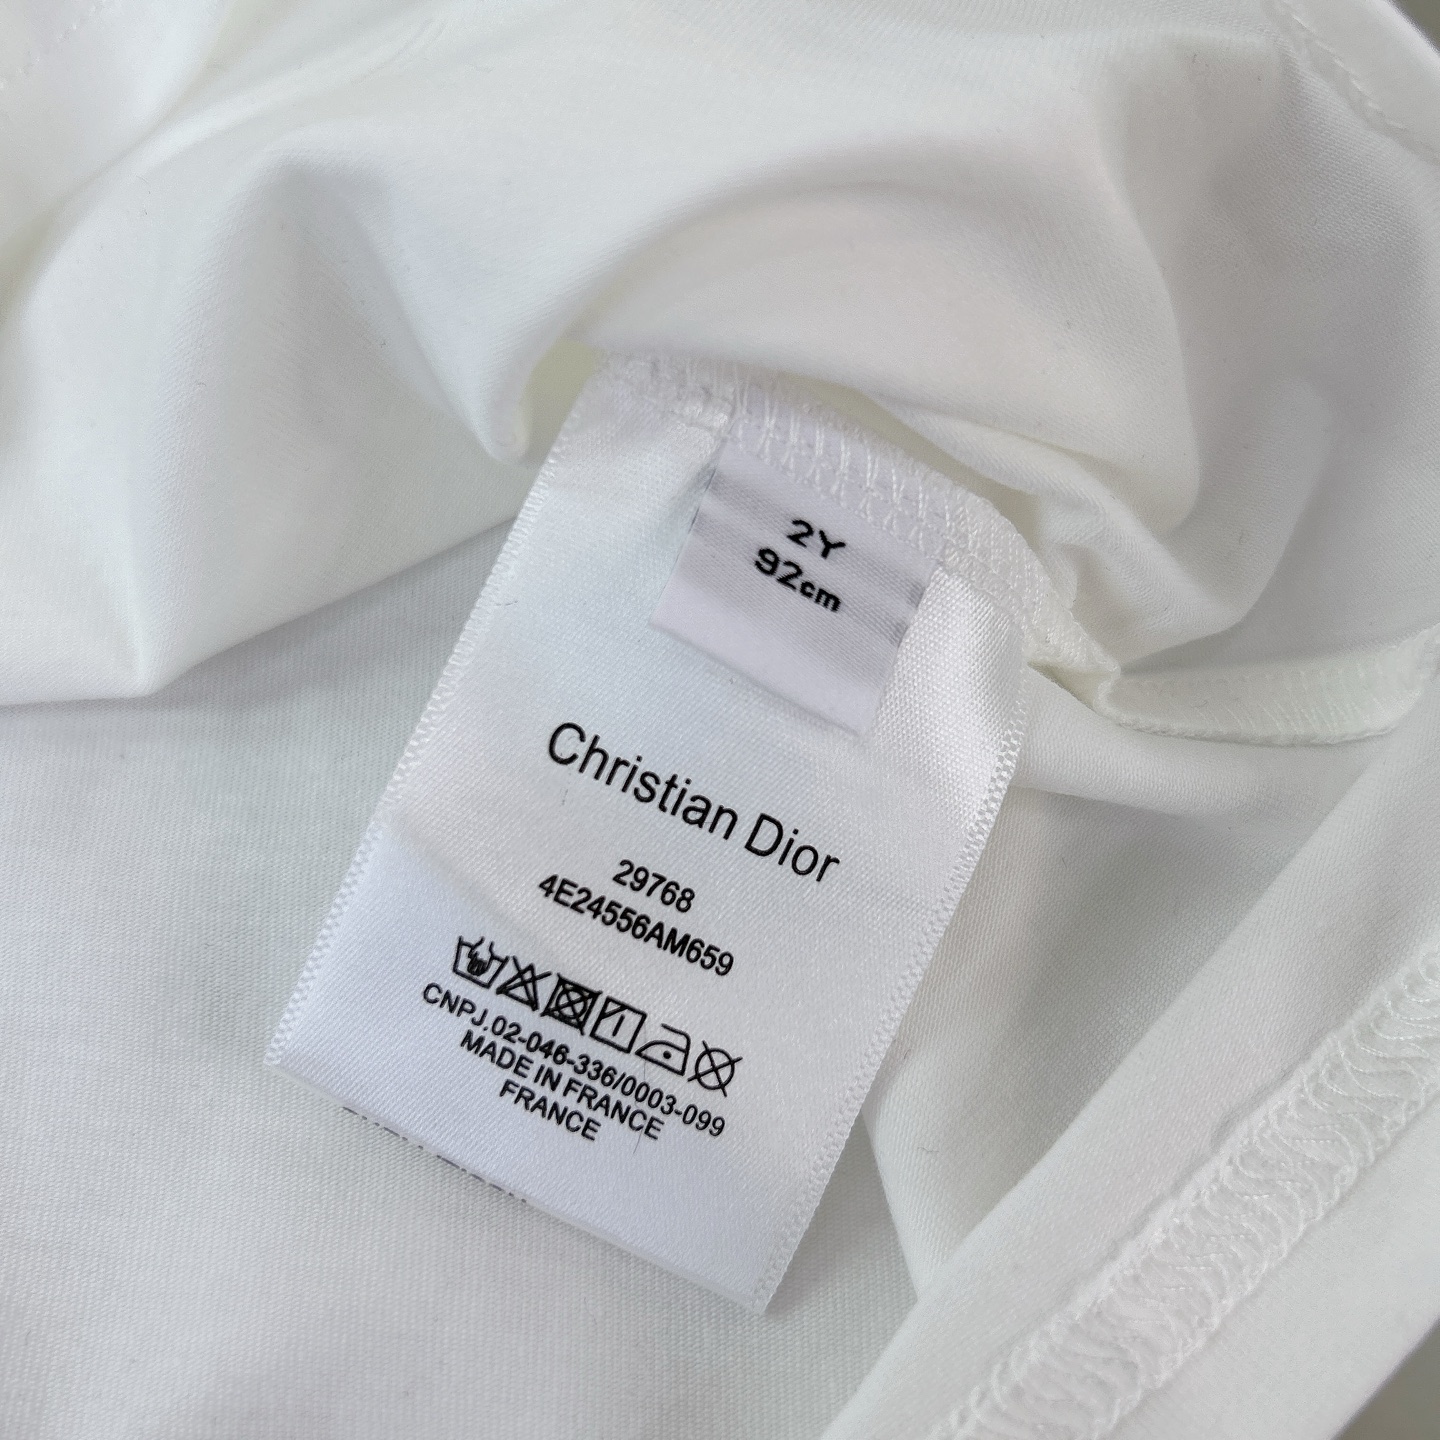 2Y
92cm
Christian Dior
29768
4E24556AM659
CNPJ.02-046-336/0003-099
MADE IN FRANCE
FRANCE